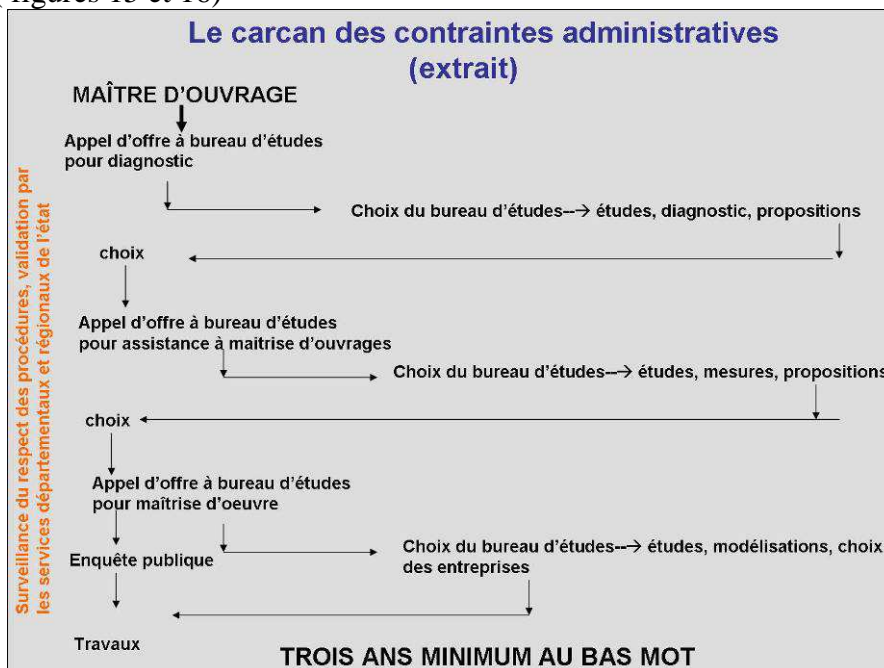 figures 15 et 16)
Le carcan des contraintes administratives
(extrait)
MAÎTRE D'OUVRAGE
Appel d'offre à bureau d'études
pour diagnostic
Choix du bureau d'études--→ études, diagnostic, propositions
choix
Appel d'offre à bureau d'études
pour assistance à maitrise d'ouvrages
Choix du bureau d'études--→ études, mesures, propositions
choix
Appel d'offre à bureau d'études
pour maîtrise d'oeuvre
Choix du bureau d'études--→ études, modélisations, choix
des entreprises
Enquête publique
Travaux
TROIS ANS MINIMUM AU BAS MOT
Surveillance du respect des procédures, validation par
les services départementaux et régionaux de l'état